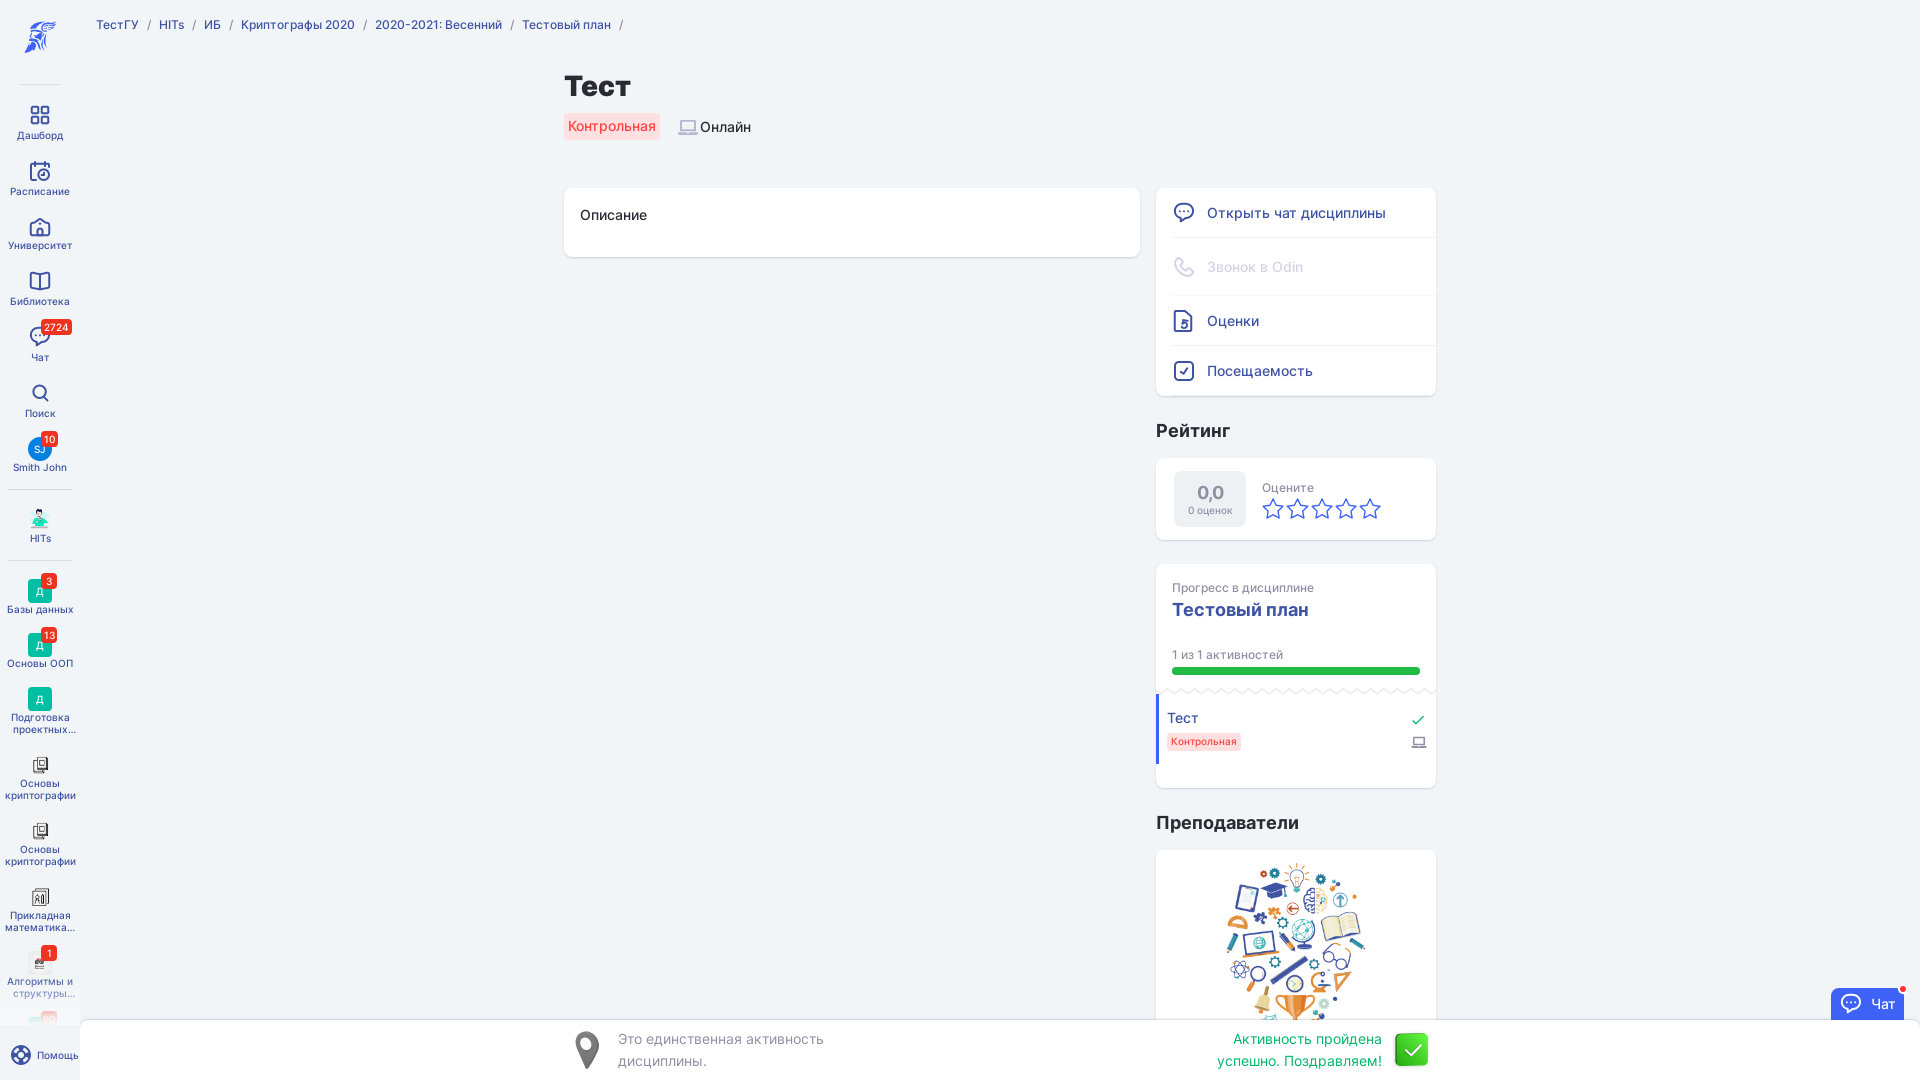 ТестГУ / HITs / ИБ / Криптографы 2020 / 2020-2021: Весенний / Тестовый план /
Дашборд
Расписание
Университет
Библиотека
2724
Чат
Поиск
10
SJ
Smith John
HITs
3
Д
Базы данных
13
Д
Основы ООП
Д
Подготовка
проектных...
Основы
криптографии
Основы
криптографии
Прикладная
математика...
1
Алгоритмы и
структуры...
Помощь
Тест
Контрольная
Онлайн
Описание
Открыть чат дисциплины
Звонок в Odin
Оценки
Посещаемость
Рейтинг
0,0
0 оценок
Оцените
Прогресс в дисциплине
Тестовый план
1 из 1 активностей
Тест
Контрольная
Преподаватели
Чат
Это единственная активность
дисциплины.
Активность пройдена
успешно. Поздравляем!